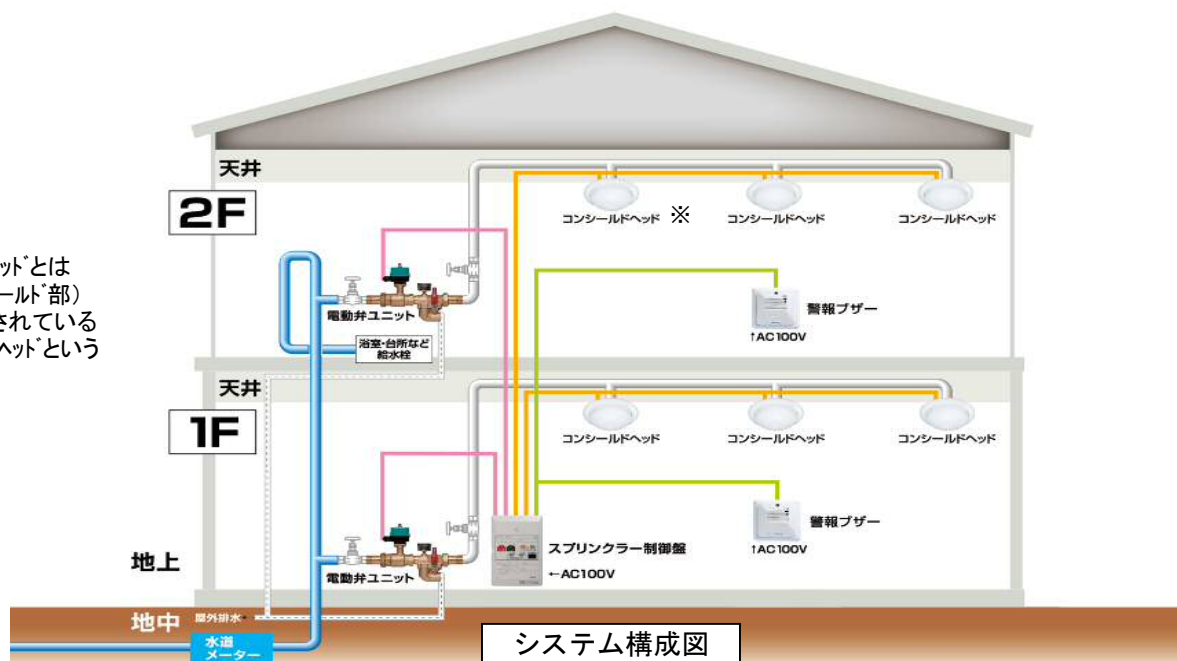 天井
2F
コンシールドヘッド ※
コンシールドヘッド
コンシールドヘッド
ッドとは
ールド部）
されている
ヘッドという
電動弁ユニット
浴室・台所など
給水栓
警報ブザー
↑AC100V
天井
1F
コンシールドヘッド
コンシールドヘッド
コンシールドヘッド
警報ブザー
↑AC100V
スプリンクラー制御盤
←AC100V
地上
電動弁ユニット
地中
屋外排水
水道
メーター
システム構成図